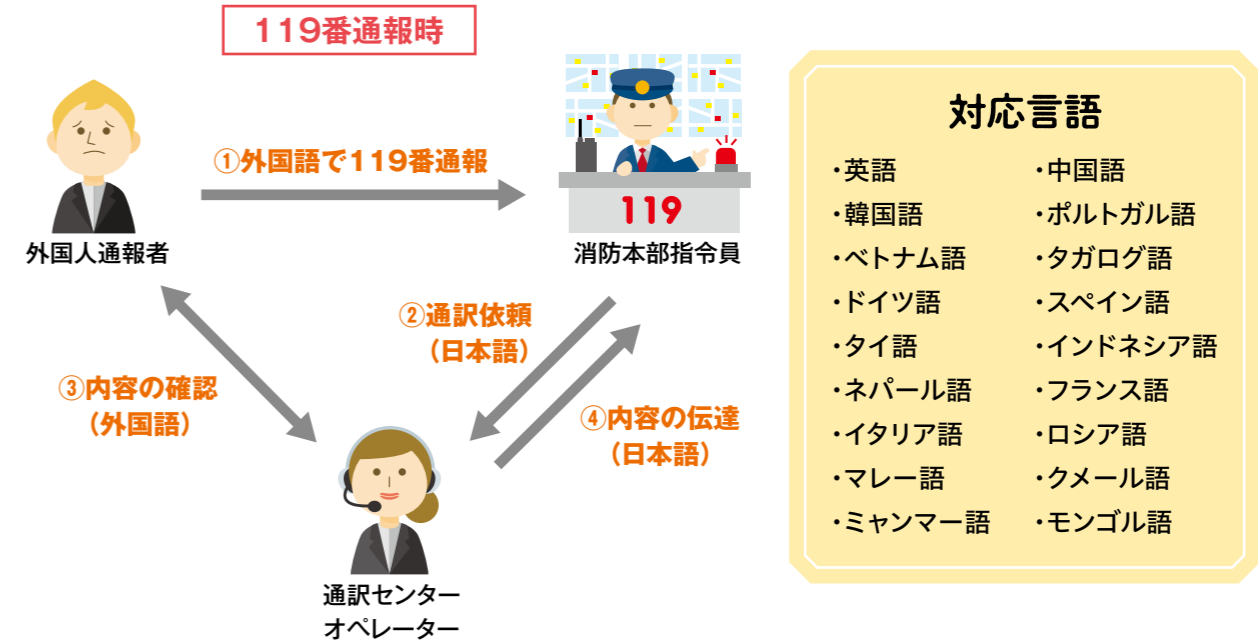 119番通報時
①外国語で119番通報
119
外国人通報者
消防本部指令員
②通訳依頼
(日本語)
③内容の確認
(外国語)
④内容の伝達
(日本語)
通訳センター
オペレーター
対応言語
・英語
・中国語
・韓国語
・ポルトガル語
・ベトナム語
・タガログ語
・ドイツ語
・スペイン語
・タイ語
・インドネシア語
・ネパール語
・フランス語
・イタリア語
・ロシア語
・マレー語
・クメール語
・ミャンマー語
・モンゴル語